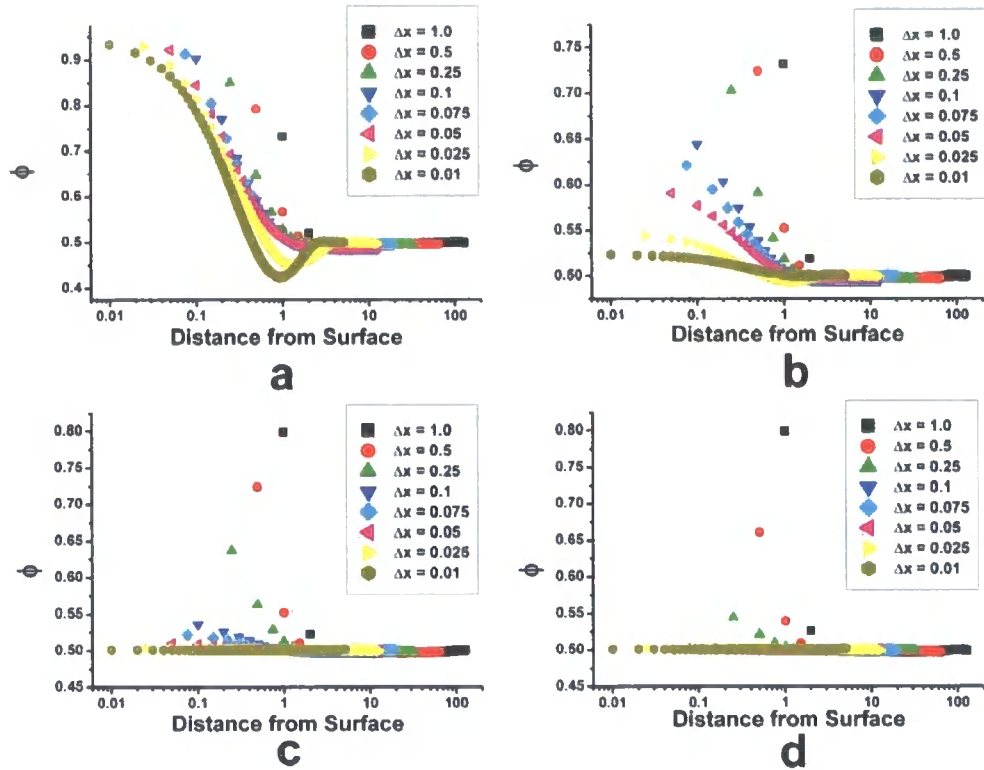 0.9
0.8
0.7
0.6
0.5
0.4
ϕ
0.01 0.1 1 10 100
Distance from Surface
Δx = 1.0
Δx = 0.5
Δx = 0.25
Δx = 0.1
Δx = 0.075
Δx = 0.05
Δx = 0.025
Δx = 0.01
a
0.75
0.70
0.65
0.60
0.55
0.50
ϕ
0.01 0.1 1 10 100
Distance from Surface
Δx = 1.0
Δx = 0.5
Δx = 0.25
Δx = 0.1
Δx = 0.075
Δx = 0.05
Δx = 0.025
Δx = 0.01
b
0.80
0.75
0.70
0.65
0.60
0.55
0.50
0.45
ϕ
0.01 0.1 1 10 100
Distance from Surface
Δx = 1.0
Δx = 0.5
Δx = 0.25
Δx = 0.1
Δx = 0.075
Δx = 0.05
Δx = 0.025
Δx = 0.01
c
0.80
0.75
0.70
0.65
0.60
0.55
0.50
0.45
ϕ
0.01 0.1 1 10 100
Distance from Surface
Δx = 1.0
Δx = 0.5
Δx = 0.25
Δx = 0.1
Δx = 0.075
Δx = 0.05
Δx = 0.025
Δx = 0.01
d